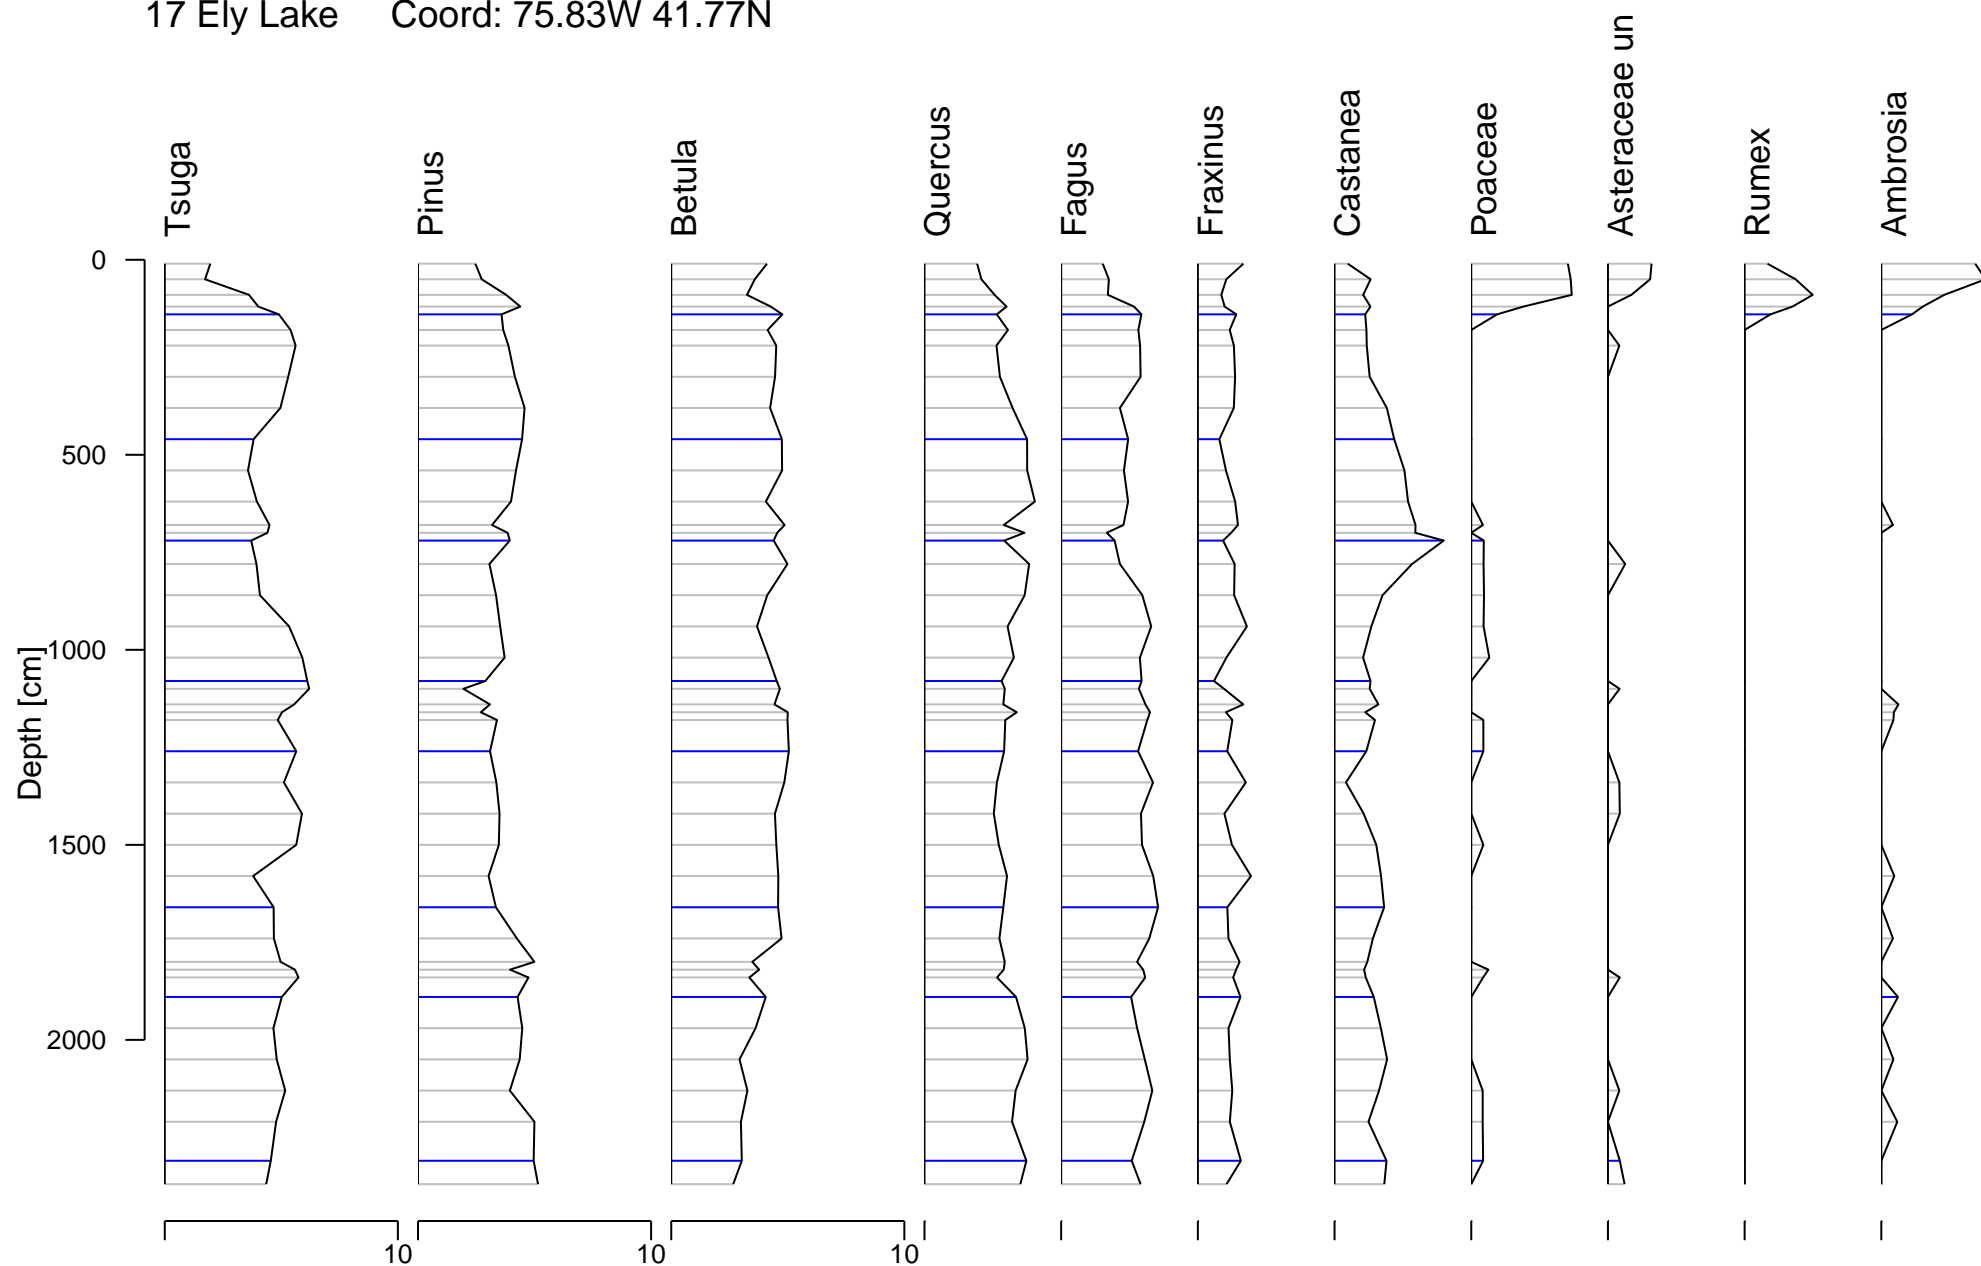 17 Ely Lake Coord: 75.83W 41.77N
Tsuga
Pinus
Betula
Quercus
Fagus
Fraxinus
Castanea
Poaceae
Asteraceae un
Rumex
Ambrosia
Depth [cm]
0
500
1000
1500
2000
10
10
10